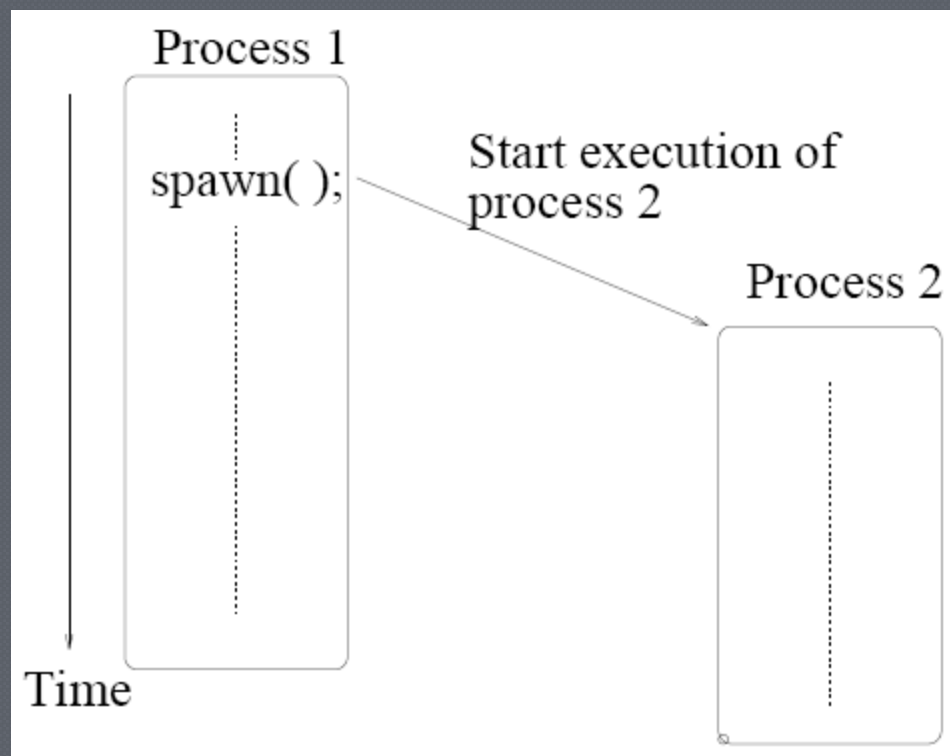 Process 1
spawn( );
Start execution of
process 2
Process 2
Time